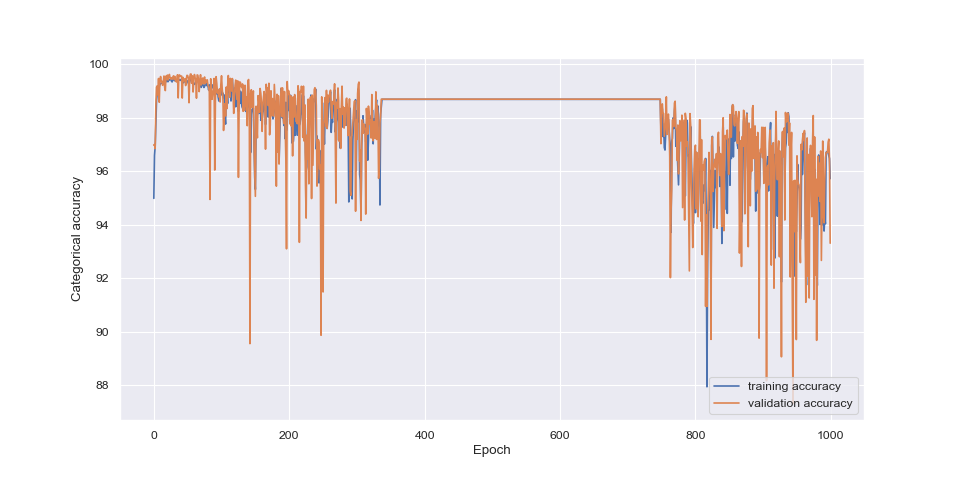 100
98
96
94
92
90
88
Categorical accuracy
0 200 400 600 800 1000
Epoch
training accuracy
validation accuracy